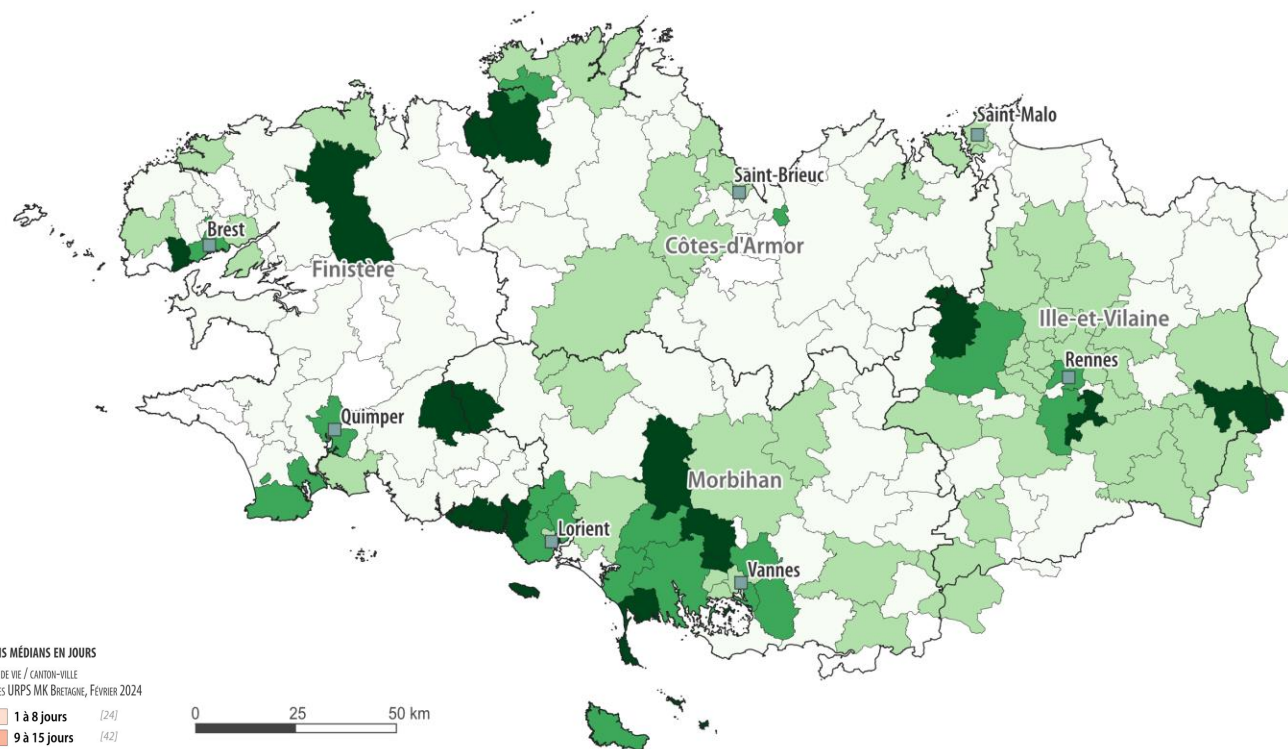 Saint-Malo
Saint-Brieuc
Brest
Côtes-d'Armor
Finistère
Ille-et-Vilaine
Rennes
Quimper
Morbihan
Lorient
Vannes
MÉDIANS EN JOURS
DE VIE / CANTON-VILLE
URPS MK BRETAGNE, FÉVRIER 2024
1 à 8 jours [24]
9 à 15 jours [42]
0 25 50 km